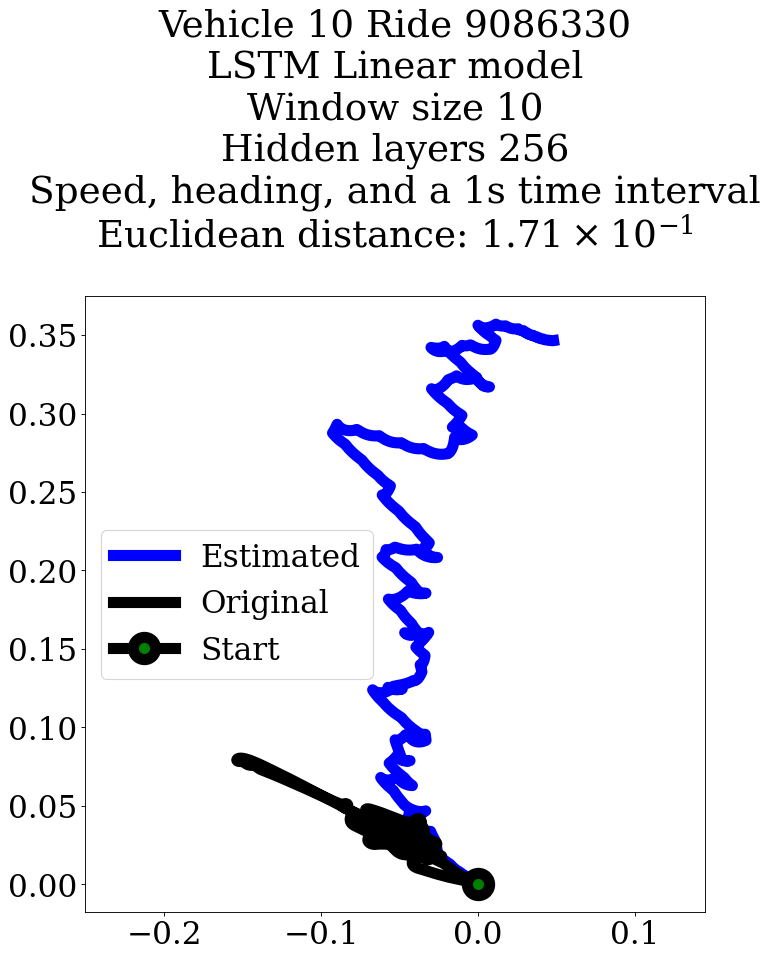 Vehicle 10 Ride 9086330
LSTM Linear model
Window size 10
Hidden layers 256
Speed, heading, and a 1s time interval
Euclidean distance: 1.71 × 10⁻¹
0.35
0.30
0.25
0.20
0.15
0.10
0.05
0.00
Estimated
Original
Start
−0.2
−0.1
0.0
0.1